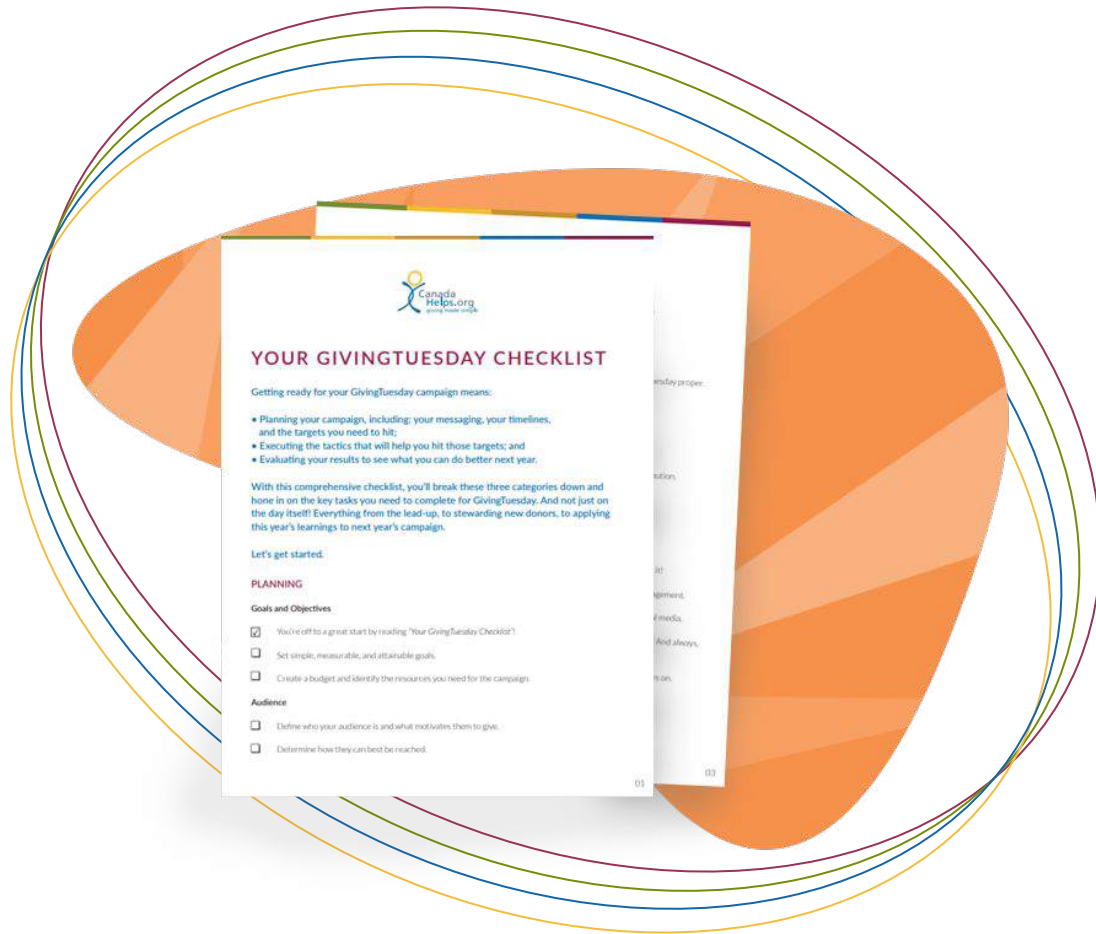 Canada
Helps.org
giving made simple
YOUR GIVINGTUESDAY CHECKLIST
Getting ready for your GivingTuesday campaign means:
• Planning your campaign, including; your messaging, your timelines,
and the targets you need to hit;
• Executing the tactics that will help you hit those targets; and
• Evaluating your results to see what you can do better next year.
With this comprehensive checklist, you'll break these three categories down and
hone in on the key tasks you need to complete for GivingTuesday. And not just on
the day itself! Everything from the lead-up, to stewarding new donors, to applying
this year's learnings to next year's campaign.
Let's get started.
PLANNING
Goals and Objectives
☑ You're off to a great start by reading "Your GivingTuesday Checklist"!
❑ Set simple, measurable, and attainable goals.
❑ Create a budget and identify the resources you need for the campaign.
Audience
❑ Define who your audience is and what motivates them to give.
❑ Determine how they can best be reached.
01
proper.
it!
media.
And always,
on.
03